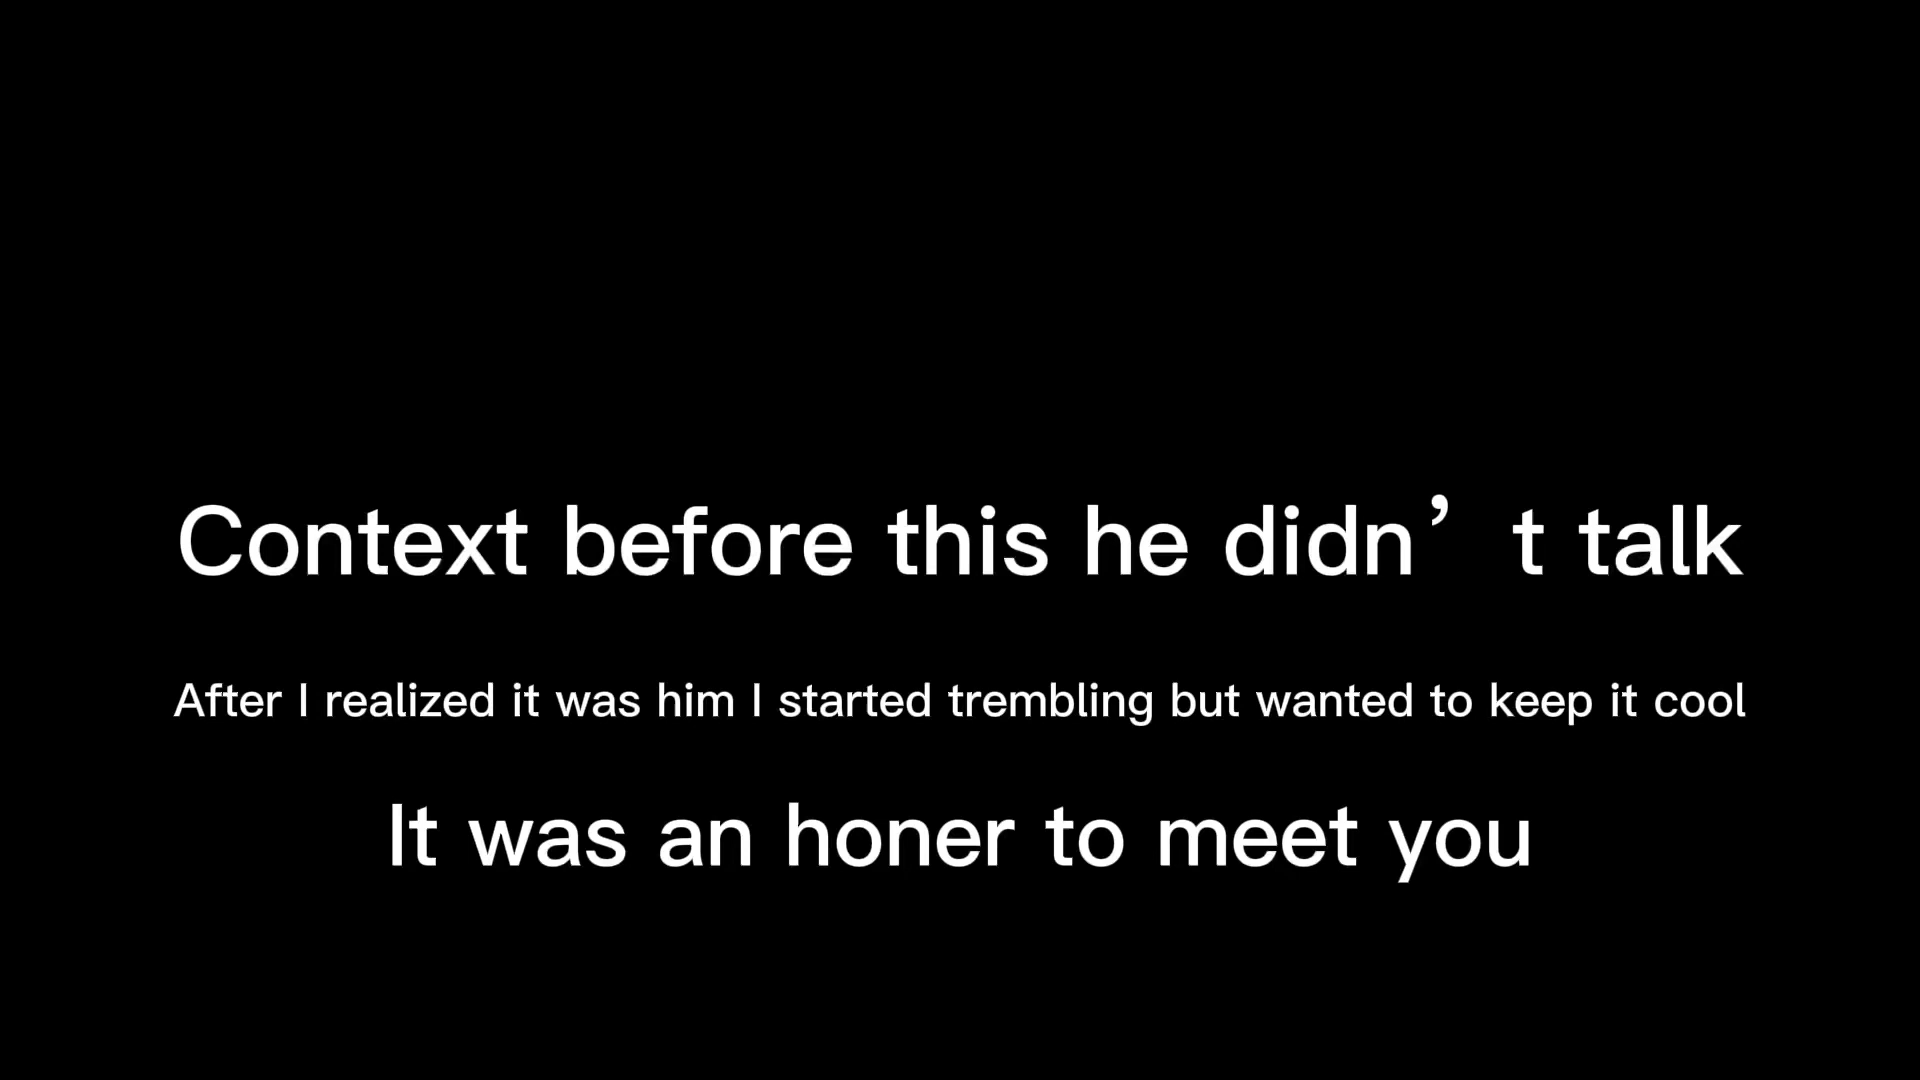 Context before this he didn’t talk
After I realized it was him I started trembling but wanted to keep it cool
It was an honer to meet you